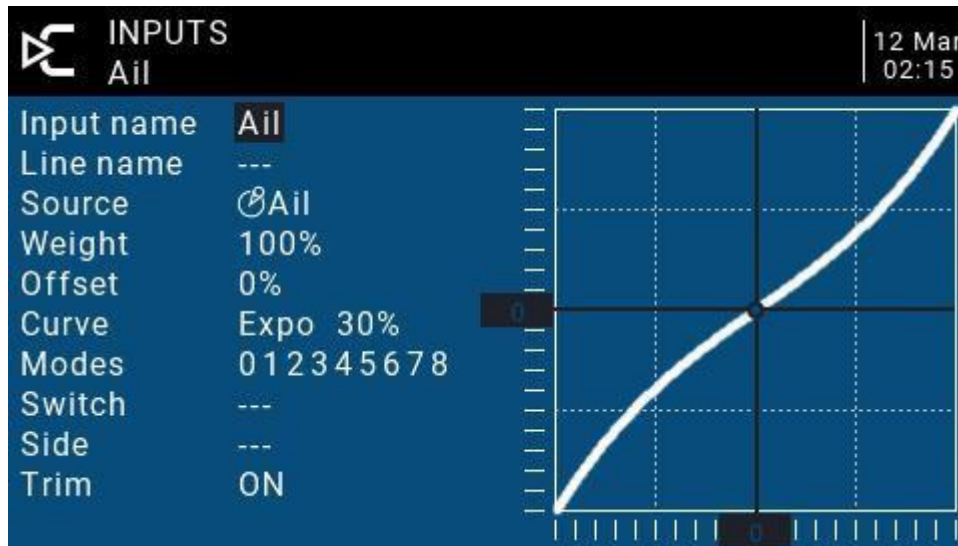 INPUTS
Ail
12 Mar
02:15
Input name Ail
Line name ---
Source Ail
Weight 100%
Offset 0%
Curve Expo 30%
Modes 012345678
Switch ---
Side ---
Trim ON
0
0